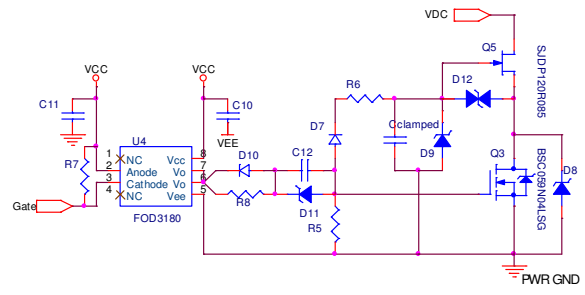 VDC
Q5
SJDP120R085
VCC
VCC
D12
R6
C11
C10
Cclamped
D7
U4
VEE
D9
Q3
BSC059N04LSG
D10
C12
R7
1 NC Vcc 8
2 Anode Vo 7
3 Cathode Vo 6
4 NC Vee 5
D8
R8
D11
Gate
FOD3180
R5
PWR GND